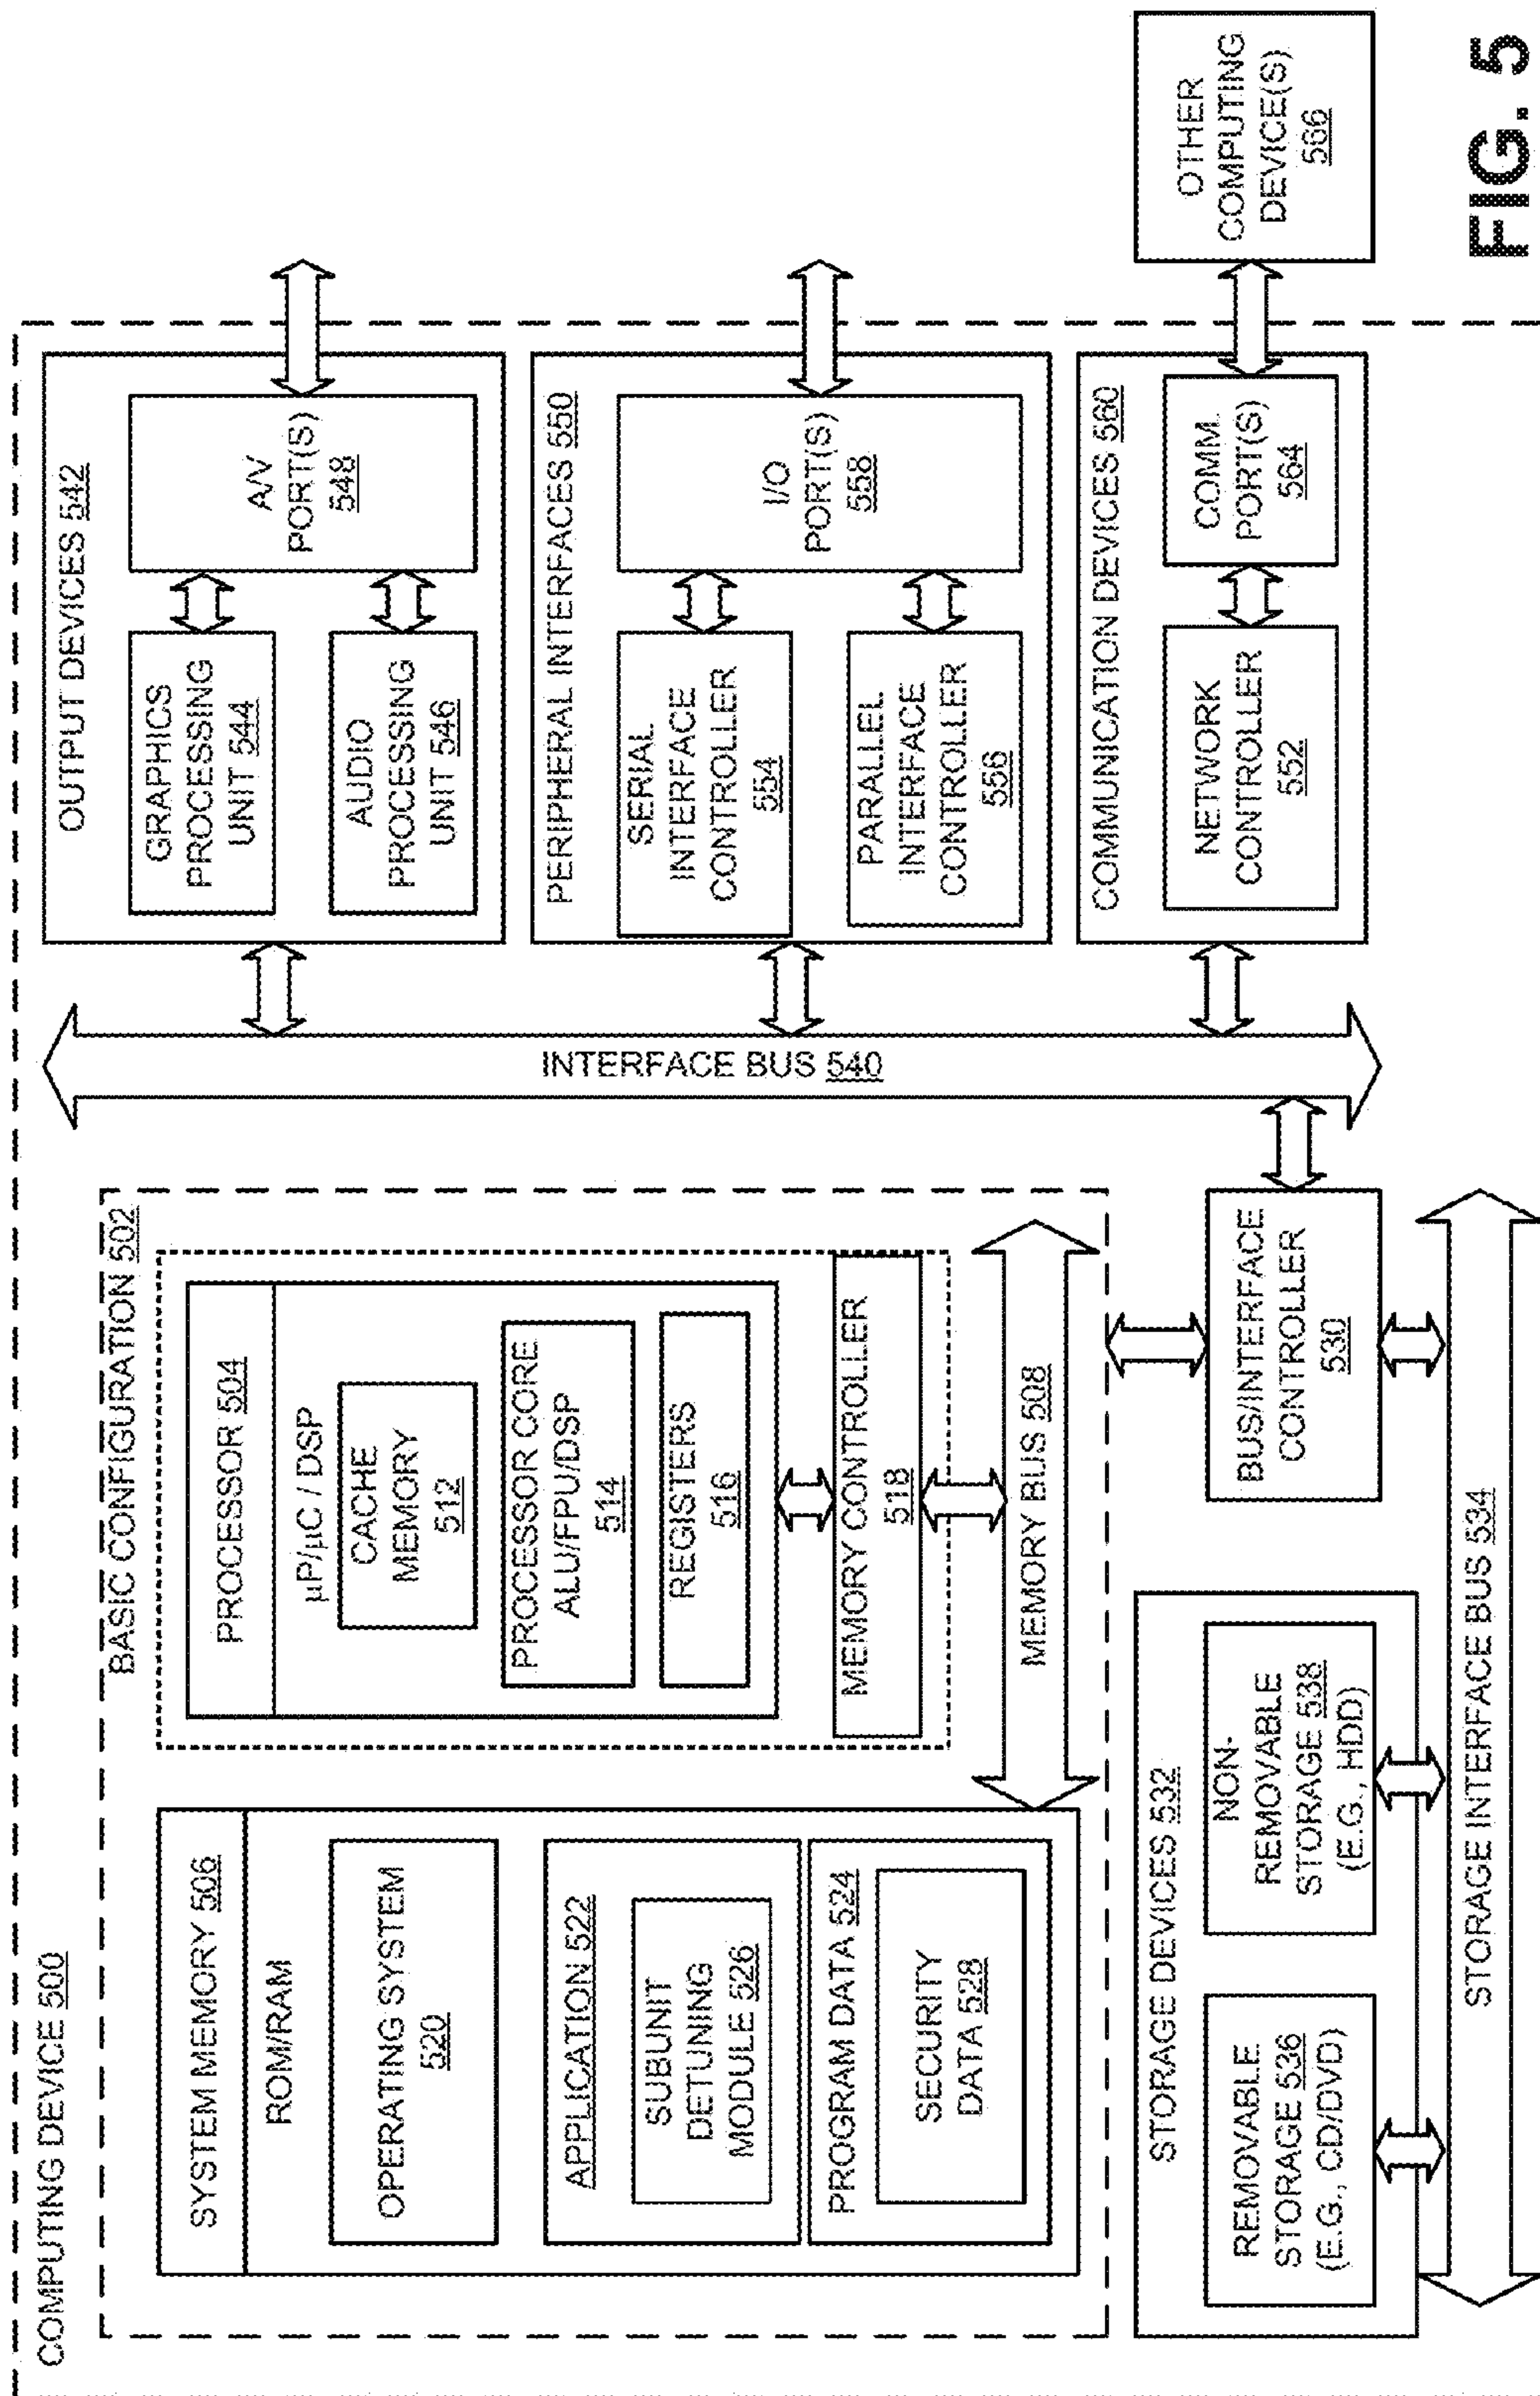 COMPUTING DEVICE 500
BASIC CONFIGURATION 502
SYSTEM MEMORY 506
ROM/RAM
OPERATING SYSTEM
520
APPLICATION 522
SUBUNIT
DETUNING
MODULE 526
PROGRAM DATA 524
SECURITY
DATA 528
PROCESSOR 504
µP/µC / DSP
CACHE
MEMORY
512
PROCESSOR CORE
ALU/FPU/DSP
514
REGISTERS
516
MEMORY CONTROLLER
518
MEMORY BUS 508
STORAGE DEVICES 532
REMOVABLE
STORAGE 536
(E.G., CD/DVD)
NON-
REMOVABLE
STORAGE 538
(E.G., HDD)
BUS/INTERFACE
CONTROLLER
530
STORAGE INTERFACE BUS 534
INTERFACE BUS 540
OUTPUT DEVICES 542
GRAPHICS
PROCESSING
UNIT 544
AUDIO
PROCESSING
UNIT 546
A/V
PORT(S)
548
PERIPHERAL INTERFACES 550
SERIAL
INTERFACE
CONTROLLER
554
PARALLEL
INTERFACE
CONTROLLER
556
I/O
PORT(S)
558
COMMUNICATION DEVICES 560
NETWORK
CONTROLLER
552
COMM.
PORT(S)
564
OTHER
COMPUTING
DEVICE(S)
566
FIG. 5